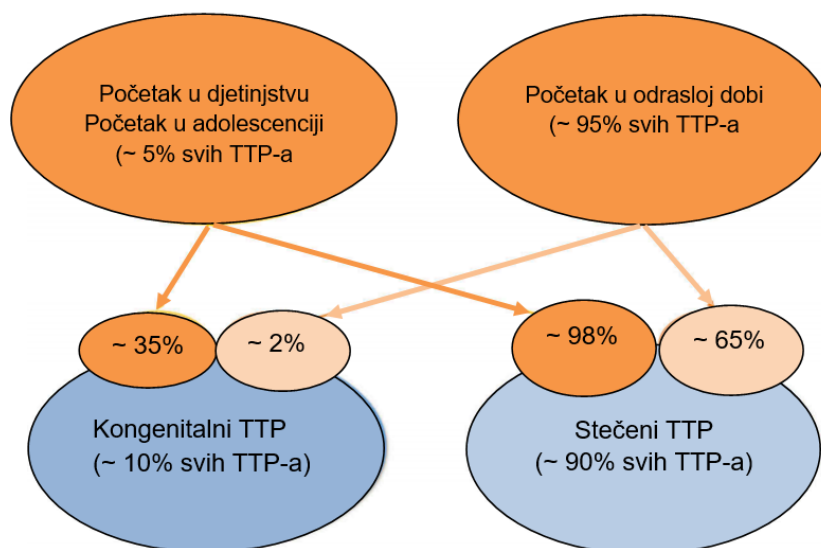 Početak u djetinjstvu
Početak u adolescenciji
(~ 5% svih TTP-a
Početak u odrasloj dobi
(~ 95% svih TTP-a
~ 35%
~ 2%
~ 98%
~ 65%
Kongenitalni TTP
(~ 10% svih TTP-a)
Stečeni TTP
(~ 90% svih TTP-a)